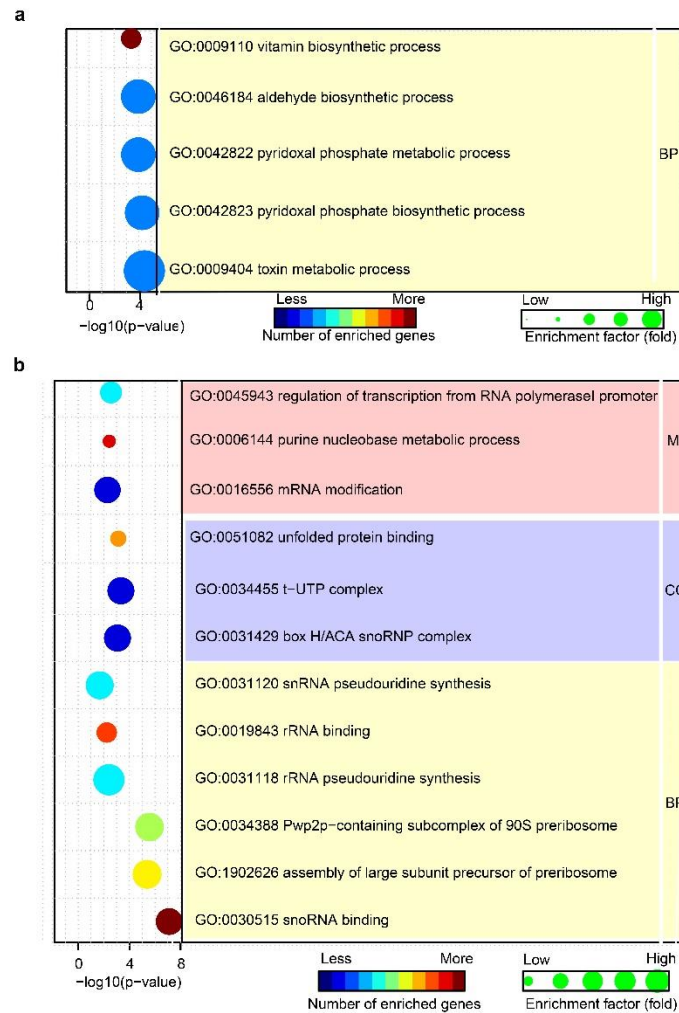 a
GO:0009110 vitamin biosynthetic process
GO:0046184 aldehyde biosynthetic process
GO:0042822 pyridoxal phosphate metabolic process
BP
GO:0042823 pyridoxal phosphate biosynthetic process
GO:0009404 toxin metabolic process
0 4
−log10(p−value)
Less More
Number of enriched genes
Low High
Enrichment factor (fold)
b
GO:0045943 regulation of transcription from RNA polymeraseI promoter
GO:0006144 purine nucleobase metabolic process
M
GO:0016556 mRNA modification
GO:0051082 unfolded protein binding
GO:0034455 t−UTP complex
CC
GO:0031429 box H/ACA snoRNP complex
GO:0031120 snRNA pseudouridine synthesis
GO:0019843 rRNA binding
GO:0031118 rRNA pseudouridine synthesis
BP
GO:0034388 Pwp2p−containing subcomplex of 90S preribosome
GO:1902626 assembly of large subunit precursor of preribosome
GO:0030515 snoRNA binding
0 4 8
−log10(p−value)
Less More
Number of enriched genes
Low High
Enrichment factor (fold)